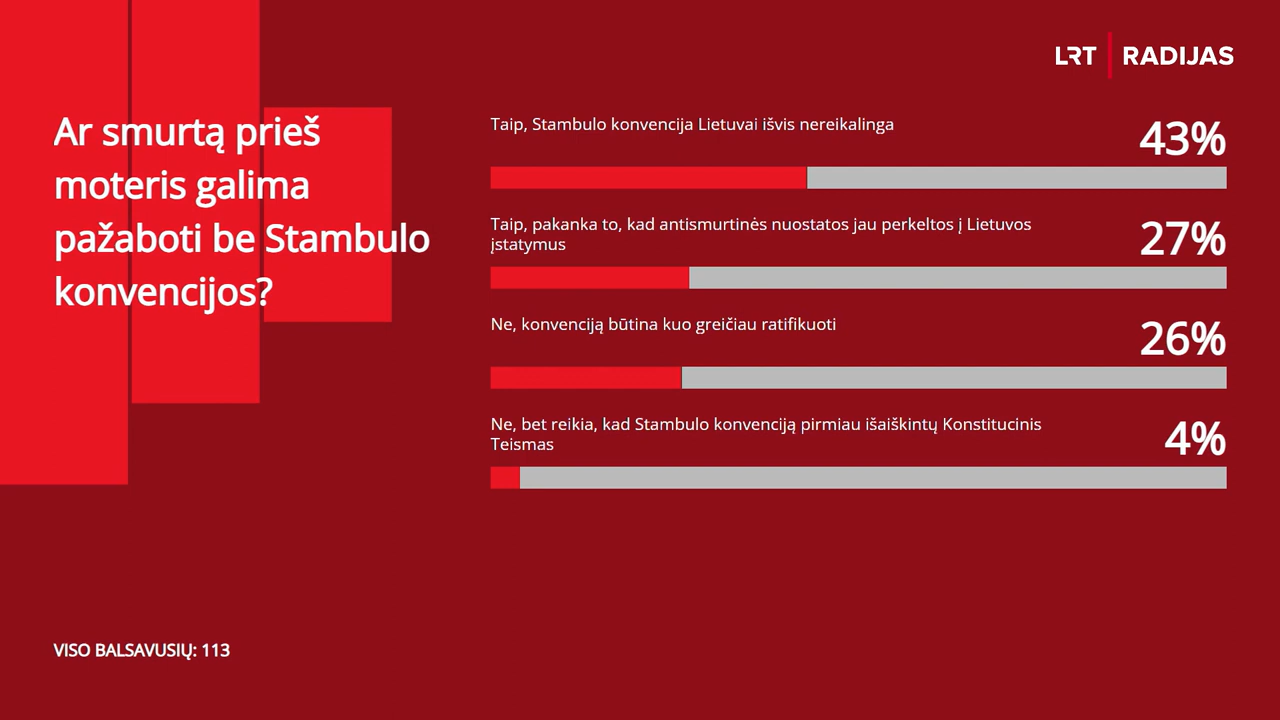 LRT RADIJAS
Ar smurtą prieš
moteris galima
pažaboti be Stambulo
konvencijos?
Taip, Stambulo konvencija Lietuvai išvis nereikalinga
43%
Taip, pakanka to, kad antismurtinės nuostatos jau perkeltos į Lietuvos
įstatymus
27%
Ne, konvenciją būtina kuo greičiau ratifikuoti
26%
Ne, bet reikia, kad Stambulo konvenciją pirmiau išaiškintų Konstitucinis
Teismas
4%
VISO BALSAVUSIŲ: 113